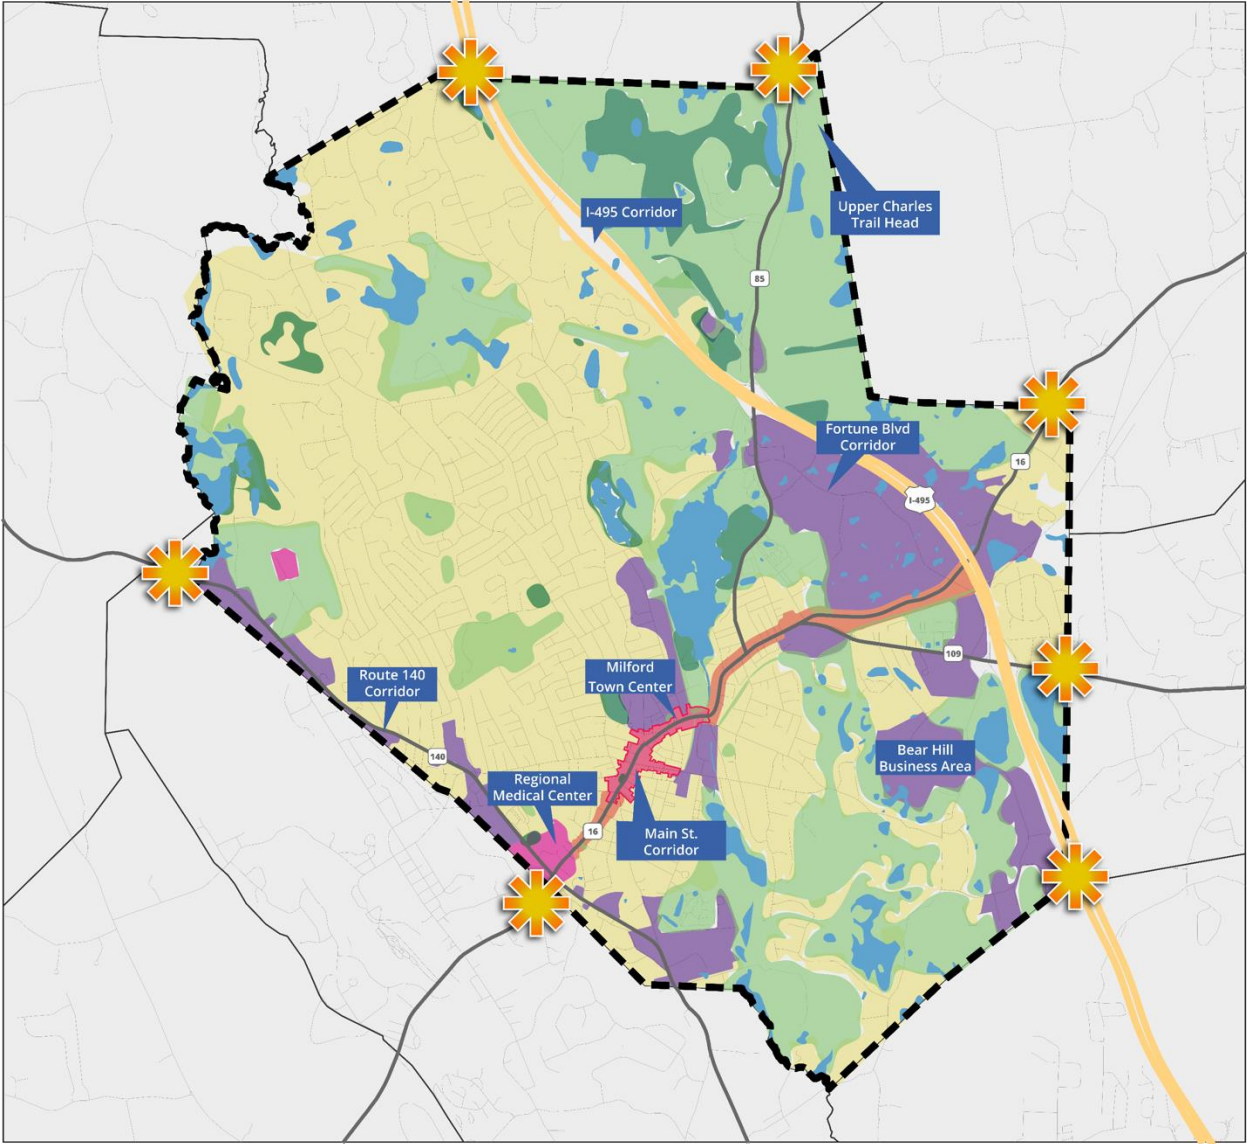 Upper Charles
Trail Head
I-495 Corridor
85
Fortune Blvd
Corridor
16
I-495
109
Milford
Town Center
Route 140
Corridor
140
Bear Hill
Business Area
Regional
Medical Center
16
Main St.
Corridor